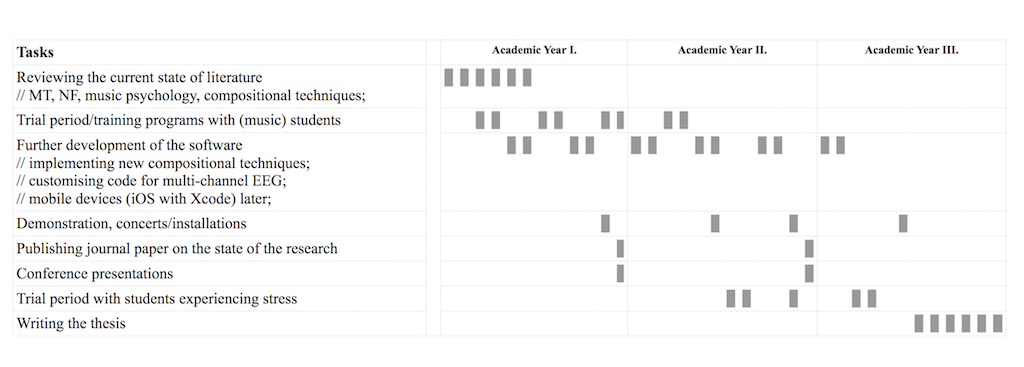 Tasks
Academic Year I.
Academic Year II.
Academic Year III.
Reviewing the current state of literature
// MT, NF, music psychology, compositional techniques;
Trial period/training programs with (music) students
Further development of the software
// implementing new compositional techniques;
// customising code for multi-channel EEG;
// mobile devices (iOS with Xcode) later;
Demonstration, concerts/installations
Publishing journal paper on the state of the research
Conference presentations
Trial period with students experiencing stress
Writing the thesis